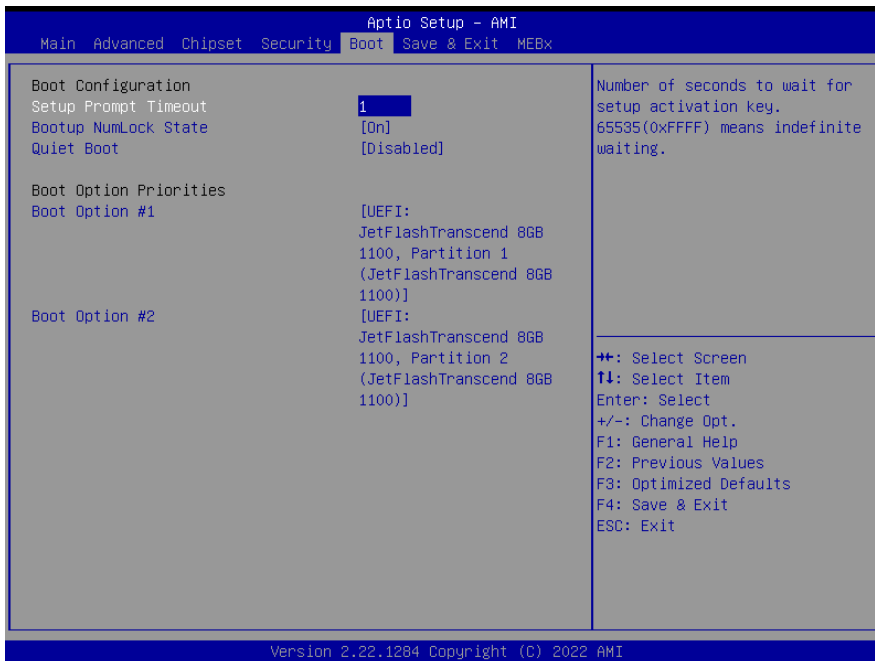 Aptio Setup – AMI
Main Advanced Chipset Security Boot Save & Exit MEBx
Boot Configuration
Setup Prompt Timeout 1
Bootup NumLock State [On]
Quiet Boot [Disabled]
Boot Option Priorities
Boot Option #1 [UEFI:
JetFlashTranscend 8GB
1100, Partition 1
(JetFlashTranscend 8GB
1100)]
Boot Option #2 [UEFI:
JetFlashTranscend 8GB
1100, Partition 2
(JetFlashTranscend 8GB
1100)]
Number of seconds to wait for
setup activation key.
65535(0xFFFF) means indefinite
waiting.
→←: Select Screen
↑↓: Select Item
Enter: Select
+/-: Change Opt.
F1: General Help
F2: Previous Values
F3: Optimized Defaults
F4: Save & Exit
ESC: Exit
Version 2.22.1284 Copyright (C) 2022 AMI